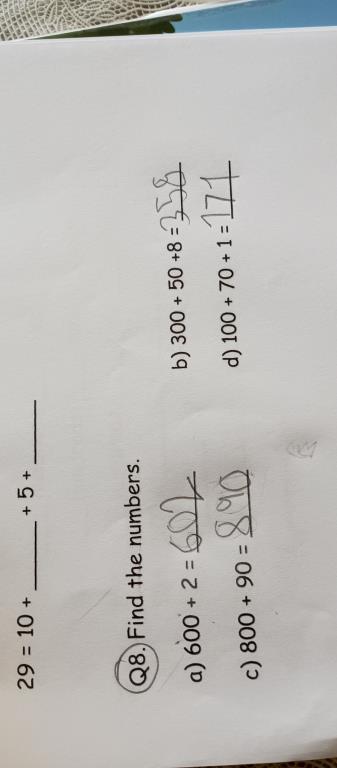 29 = 10 + ______ + 5 + ______
Q8. Find the numbers.
a) 600 + 2 = 602 b) 300 + 50 +8 = 358
c) 800 + 90 = 890 d) 100 + 70 + 1 = 171